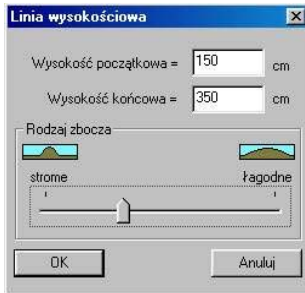 Linia wysokościowa
Wysokość początkowa = 150 cm
Wysokość końcowa = 350 cm
Rodzaj zbocza
strome łagodne
OK Anuluj